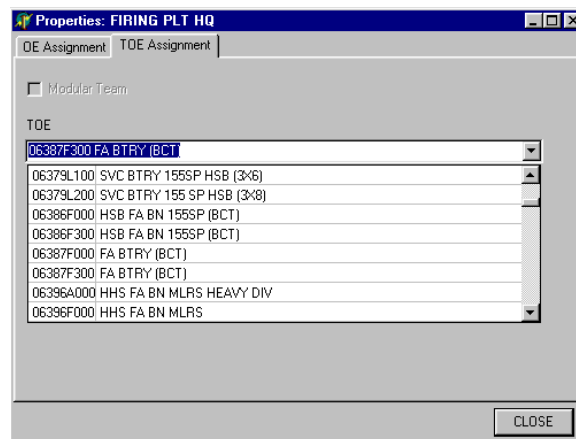 Properties: FIRING PLT HQ
OE Assignment TOE Assignment
Modular Team
TOE
06387F300 FA BTRY (BCT)
06379L100 SVC BTRY 155SP HSB (3X6)
06379L200 SVC BTRY 155 SP HSB (3X8)
06386F000 HSB FA BN 155SP (BCT)
06386F300 HSB FA BN 155SP (BCT)
06387F000 FA BTRY (BCT)
06387F300 FA BTRY (BCT)
06396A000 HHS FA BN MLRS HEAVY DIV
06396F000 HHS FA BN MLRS
CLOSE